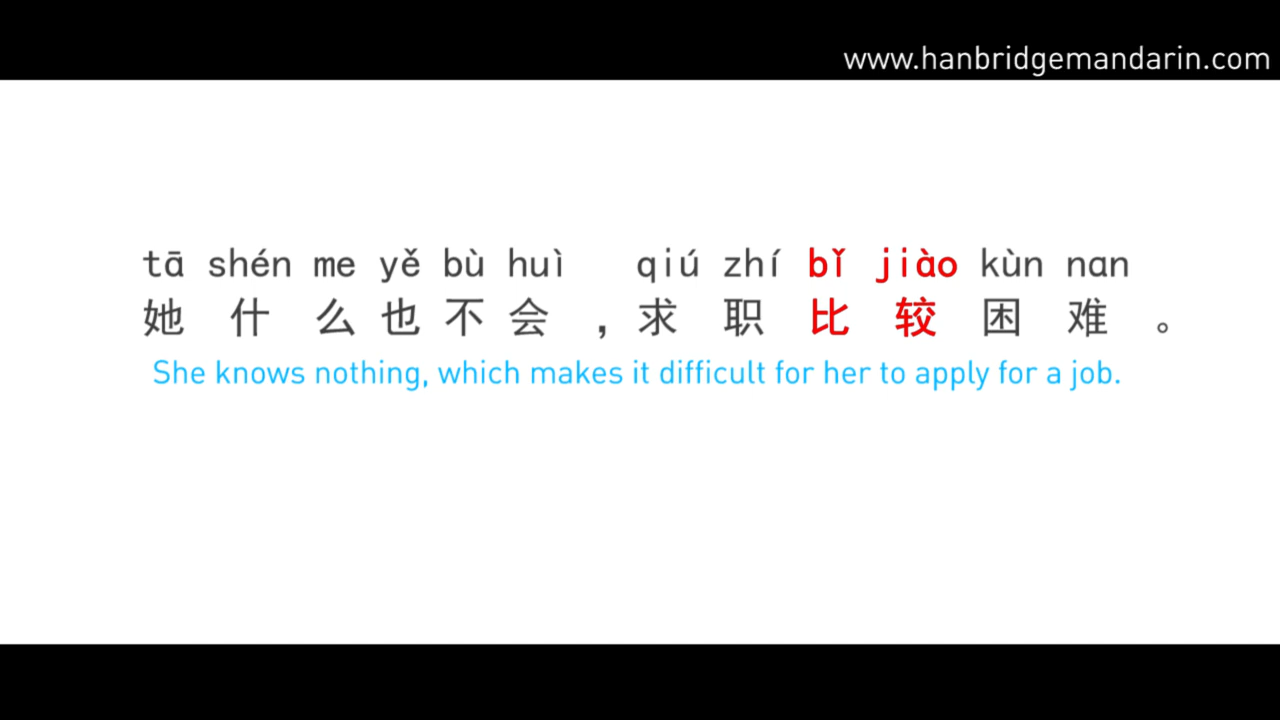 www.hanbridgemandarin.com
tā shén me yě bù huì qiú zhí bǐ jiào kùn nan
她什么也不会，求职比较困难。
She knows nothing, which makes it difficult for her to apply for a job.